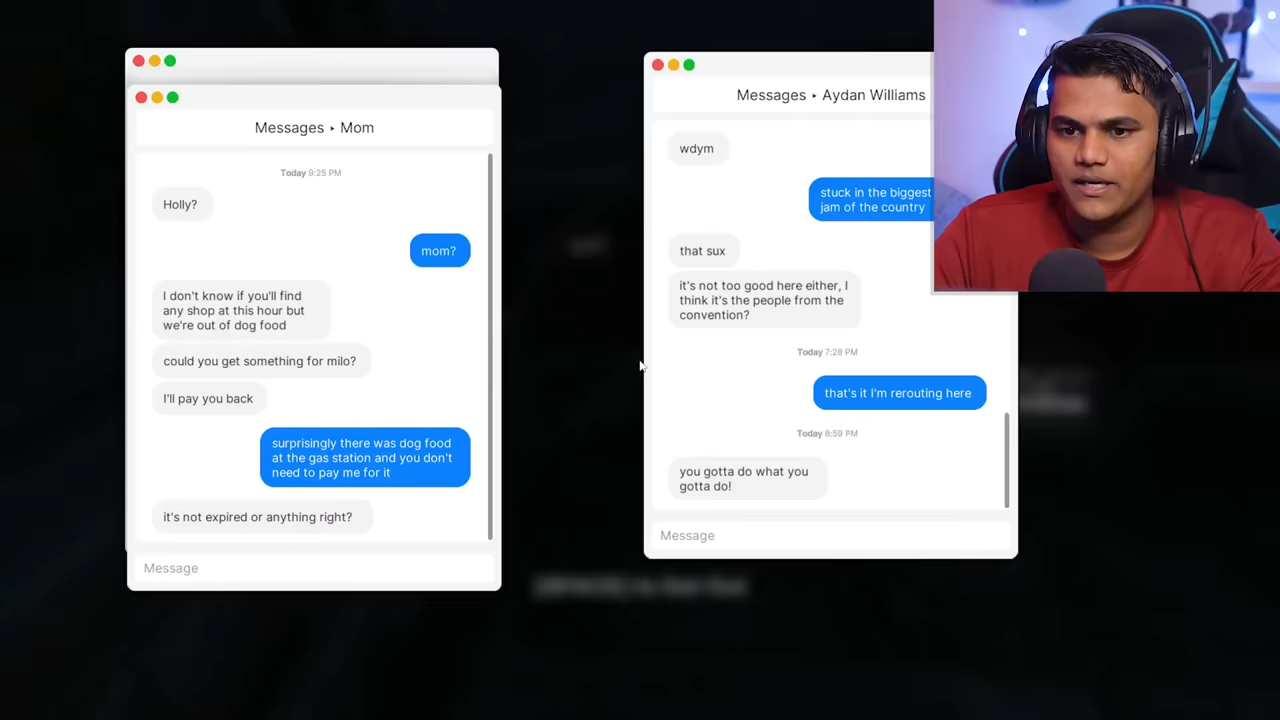 Messages ▸ Mom
Today 9:25 PM
Holly?
mom?
I don't know if you'll find
any shop at this hour but
we're out of dog food
could you get something for milo?
I'll pay you back
surprisingly there was dog food
at the gas station and you don't
need to pay me for it
it's not expired or anything right?
Message
Messages ▸ Aydan Williams
wdym
stuck in the biggest
jam of the country
that sux
it's not too good here either, I
think it's the people from the
convention?
Today 7:28 PM
that's it I'm rerouting here
Today 8:59 PM
you gotta do what you
gotta do!
Message